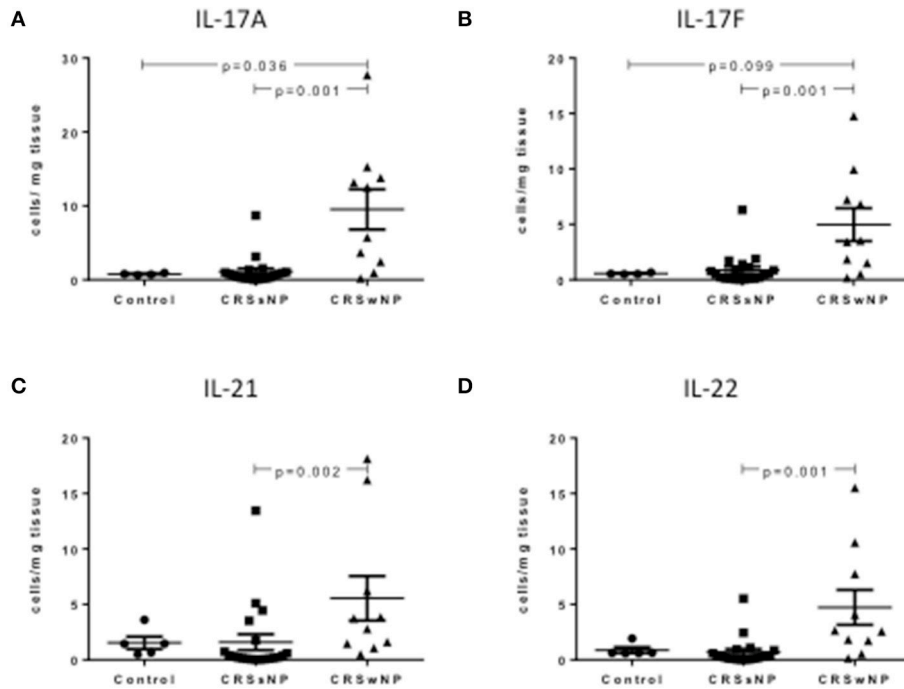 A
IL-17A
cells/ mg tissue
30
20
10
0
p=0.036
p=0.001
Control
CRSsNP
CRSwNP
B
IL-17F
cells/mg tissue
20
15
10
5
0
p=0.099
p=0.001
Control
CRSsNP
CRSwNP
C
IL-21
cells/mg tissue
20
15
10
5
0
p=0.002
Control
CRSsNP
CRSwNP
D
IL-22
cells/mg tissue
20
15
10
5
0
p=0.001
Control
CRSsNP
CRSwNP